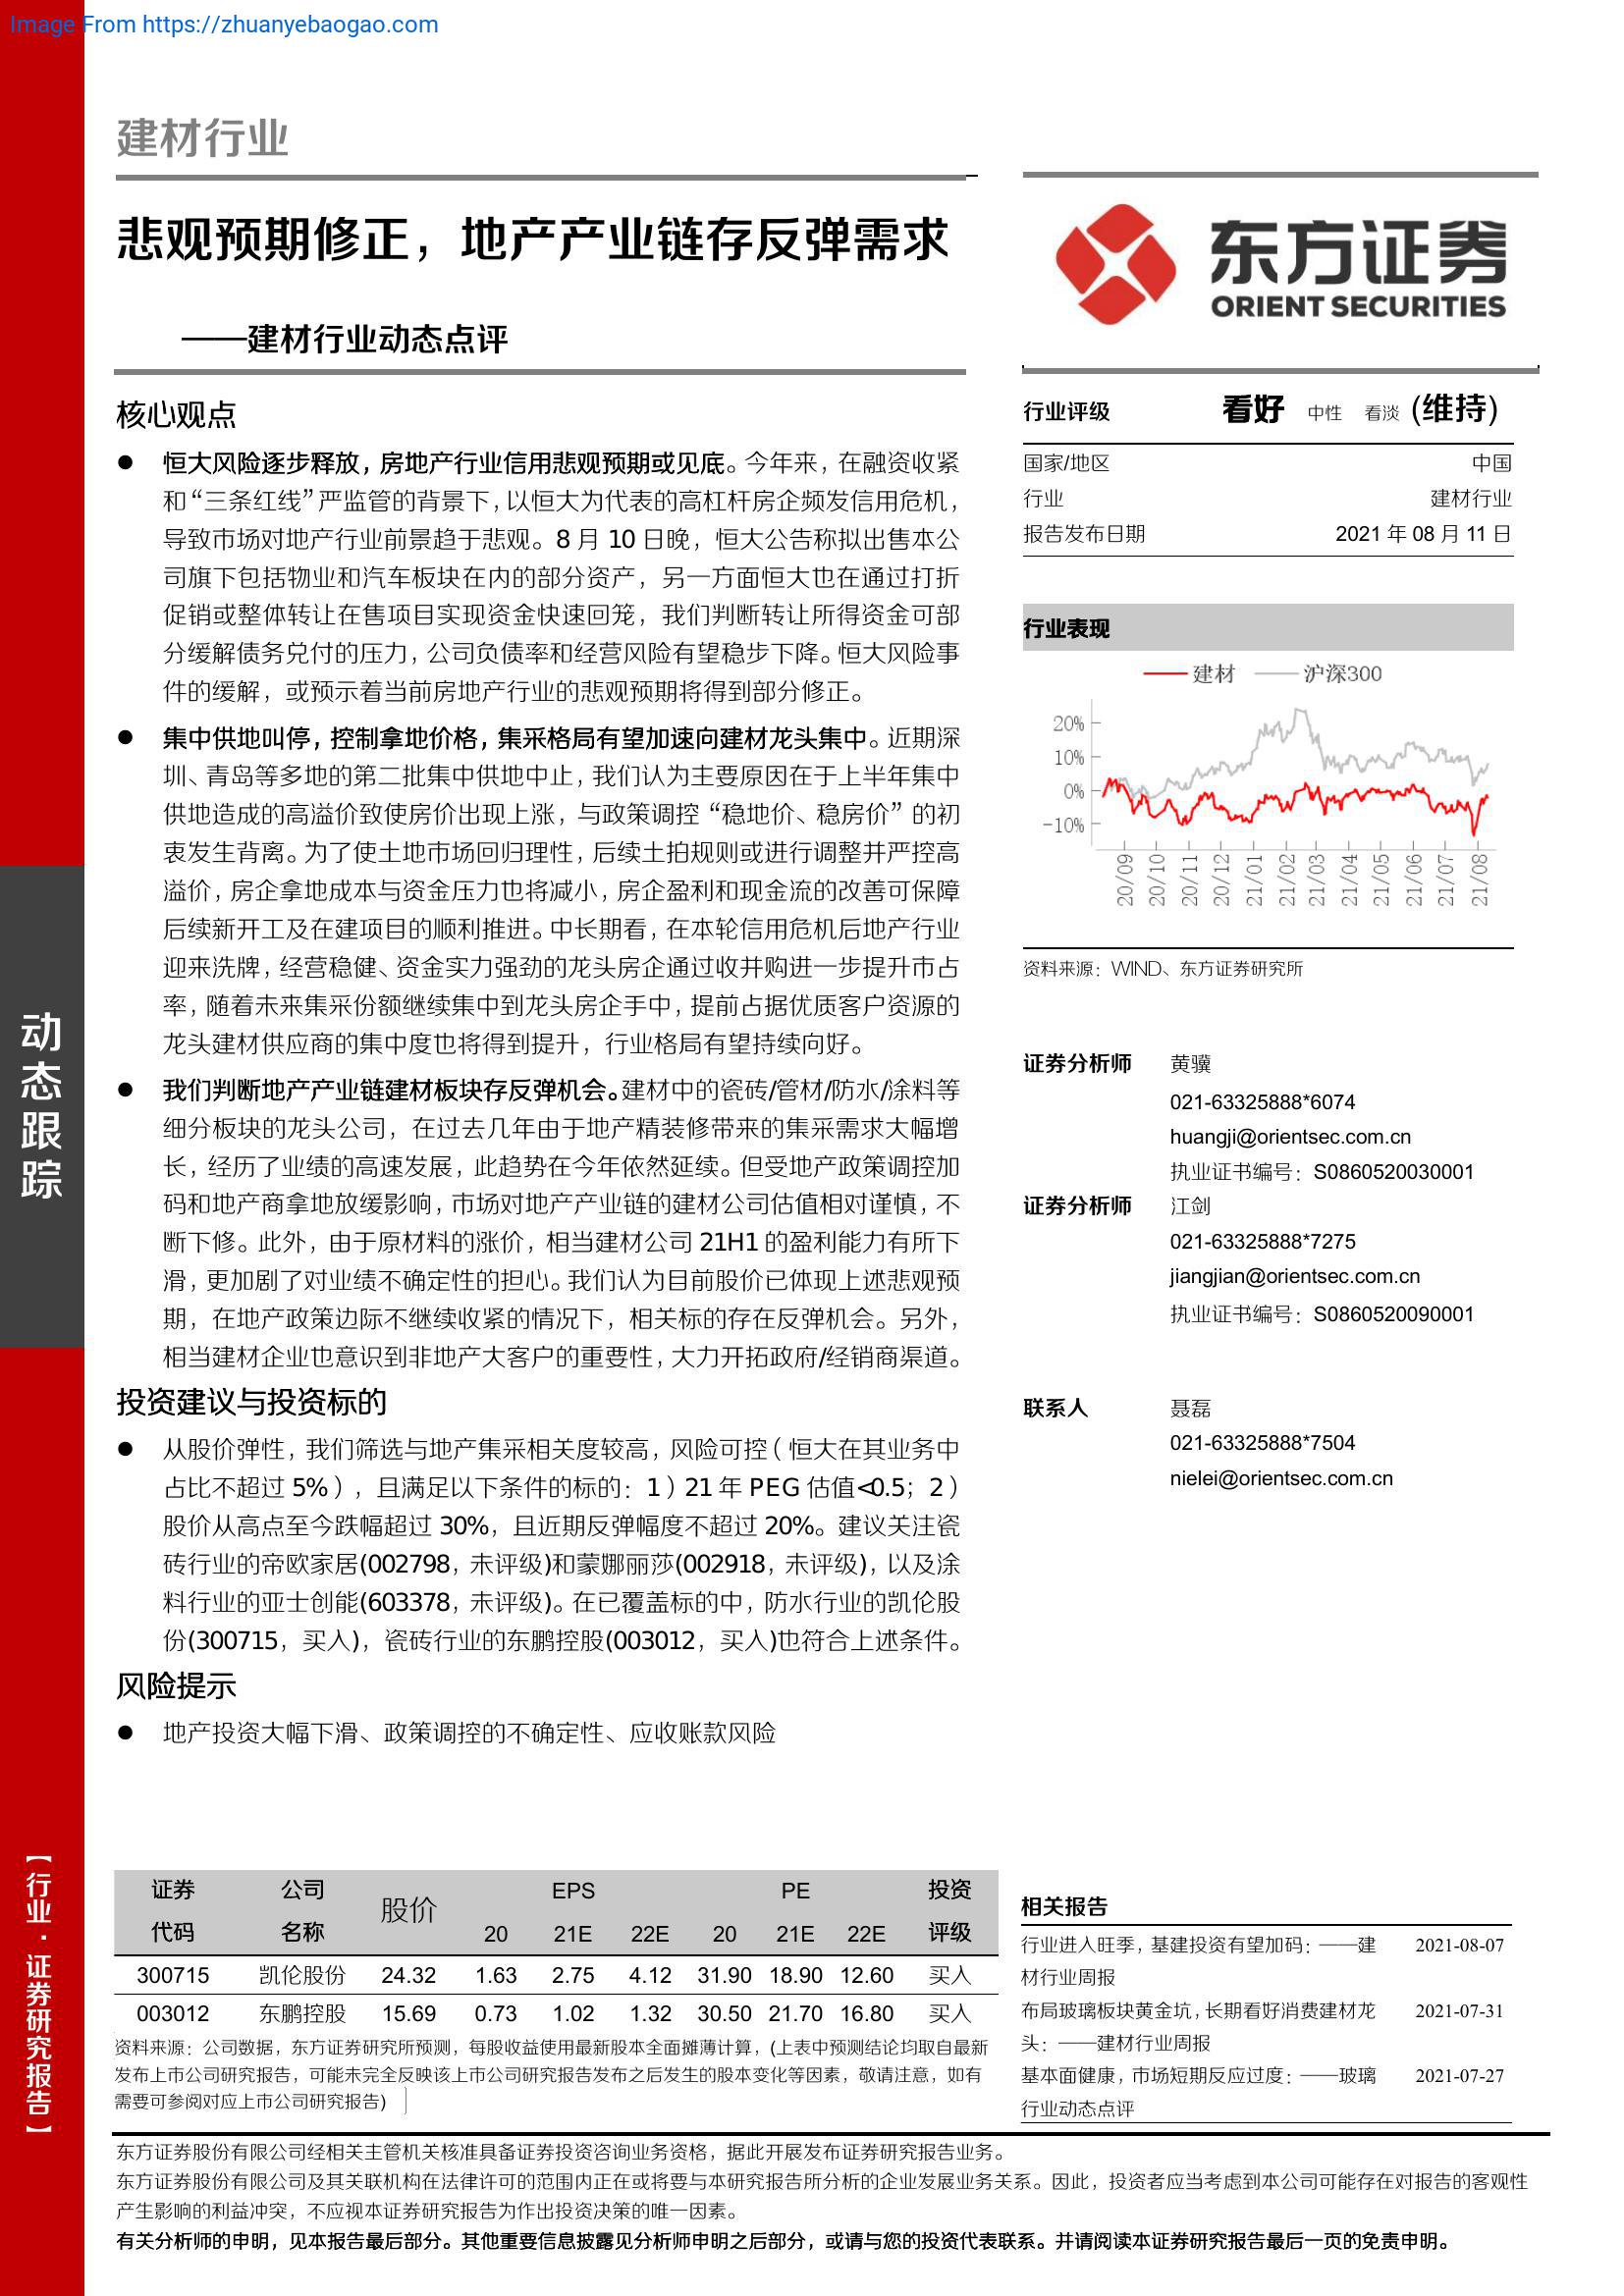 Image From https://zhuanyebaogao.com
建材行业
悲观预期修正，地产产业链存反弹需求
——建材行业动态点评
东方证券
ORIENT SECURITIES
核心观点
● 恒大风险逐步释放，房地产行业信用悲观预期或见底。今年来，在融资收紧
和“三条红线”严监管的背景下，以恒大为代表的高杠杆房企频发信用危机，
导致市场对地产行业前景趋于悲观。8 月 10 日晚，恒大公告称拟出售本公
司旗下包括物业和汽车板块在内的部分资产，另一方面恒大也在通过打折
促销或整体转让在售项目实现资金快速回笼，我们判断转让所得资金可部
分缓解债务兑付的压力，公司负债率和经营风险有望稳步下降。恒大风险事
件的缓解，或预示着当前房地产行业的悲观预期将得到部分修正。
● 集中供地叫停，控制拿地价格，集采格局有望加速向建材龙头集中。近期深
圳、青岛等多地的第二批集中供地中止，我们认为主要原因在于上半年集中
供地造成的高溢价致使房价出现上涨，与政策调控“稳地价、稳房价”的初
衷发生背离。为了使土地市场回归理性，后续土拍规则或进行调整并严控高
溢价，房企拿地成本与资金压力也将减小，房企盈利和现金流的改善可保障
后续新开工及在建项目的顺利推进。中长期看，在本轮信用危机后地产行业
迎来洗牌，经营稳健、资金实力强劲的龙头房企通过收并购进一步提升市占
率，随着未来集采份额继续集中到龙头房企手中，提前占据优质客户资源的
龙头建材供应商的集中度也将得到提升，行业格局有望持续向好。
● 我们判断地产产业链建材板块存反弹机会。建材中的瓷砖/管材/防水/涂料等
细分板块的龙头公司，在过去几年由于地产精装修带来的集采需求大幅增
长，经历了业绩的高速发展，此趋势在今年依然延续。但受地产政策调控加
码和地产商拿地放缓影响，市场对地产产业链的建材公司估值相对谨慎，不
断下修。此外，由于原材料的涨价，相当建材公司 21H1 的盈利能力有所下
滑，更加剧了对业绩不确定性的担心。我们认为目前股价已体现上述悲观预
期，在地产政策边际不继续收紧的情况下，相关标的存在反弹机会。另外，
相当建材企业也意识到非地产大客户的重要性，大力开拓政府/经销商渠道。
投资建议与投资标的
● 从股价弹性，我们筛选与地产集采相关度较高，风险可控（恒大在其业务中
占比不超过 5%），且满足以下条件的标的：1）21 年 PEG 估值<0.5；2）
股价从高点至今跌幅超过 30%，且近期反弹幅度不超过 20%。建议关注瓷
砖行业的帝欧家居(002798，未评级)和蒙娜丽莎(002918，未评级)，以及涂
料行业的亚士创能(603378，未评级)。在已覆盖标的中，防水行业的凯伦股
份(300715，买入)，瓷砖行业的东鹏控股(003012，买入)也符合上述条件。
风险提示
● 地产投资大幅下滑、政策调控的不确定性、应收账款风险
行业评级 看好 中性 看淡 (维持)
国家/地区 中国
行业 建材行业
报告发布日期 2021 年 08 月 11 日
行业表现
建材 沪深300
20%
10%
0%
-10%
20/09 20/10 20/11 20/12 21/01 21/02 21/03 21/04 21/05 21/06 21/07 21/08
资料来源：WIND、东方证券研究所
证券分析师 黄骥
021-63325888*6074
huangji@orientsec.com.cn
执业证书编号：S0860520030001
证券分析师 江剑
021-63325888*7275
jiangjian@orientsec.com.cn
执业证书编号：S0860520090001
联系人 聂磊
021-63325888*7504
nielei@orientsec.com.cn
动态跟踪
【行业·证券研究报告】
证券 公司 股价 EPS PE 投资
代码 名称 20 21E 22E 20 21E 22E 评级
300715 凯伦股份 24.32 1.63 2.75 4.12 31.90 18.90 12.60 买入
003012 东鹏控股 15.69 0.73 1.02 1.32 30.50 21.70 16.80 买入
资料来源：公司数据，东方证券研究所预测，每股收益使用最新股本全面摊薄计算，(上表中预测结论均取自最新
发布上市公司研究报告，可能未完全反映该上市公司研究报告发布之后发生的股本变化等因素，敬请注意，如有
需要可参阅对应上市公司研究报告)
相关报告
行业进入旺季，基建投资有望加码：——建 2021-08-07
材行业周报
布局玻璃板块黄金坑，长期看好消费建材龙 2021-07-31
头：——建材行业周报
基本面健康，市场短期反应过度：——玻璃 2021-07-27
行业动态点评
东方证券股份有限公司经相关主管机关核准具备证券投资咨询业务资格，据此开展发布证券研究报告业务。
东方证券股份有限公司及其关联机构在法律许可的范围内正在或将要与本研究报告所分析的企业发展业务关系。因此，投资者应当考虑到本公司可能存在对报告的客观性
产生影响的利益冲突，不应视本证券研究报告为作出投资决策的唯一因素。
有关分析师的申明，见本报告最后部分。其他重要信息披露见分析师申明之后部分，或请与您的投资代表联系。并请阅读本证券研究报告最后一页的免责申明。